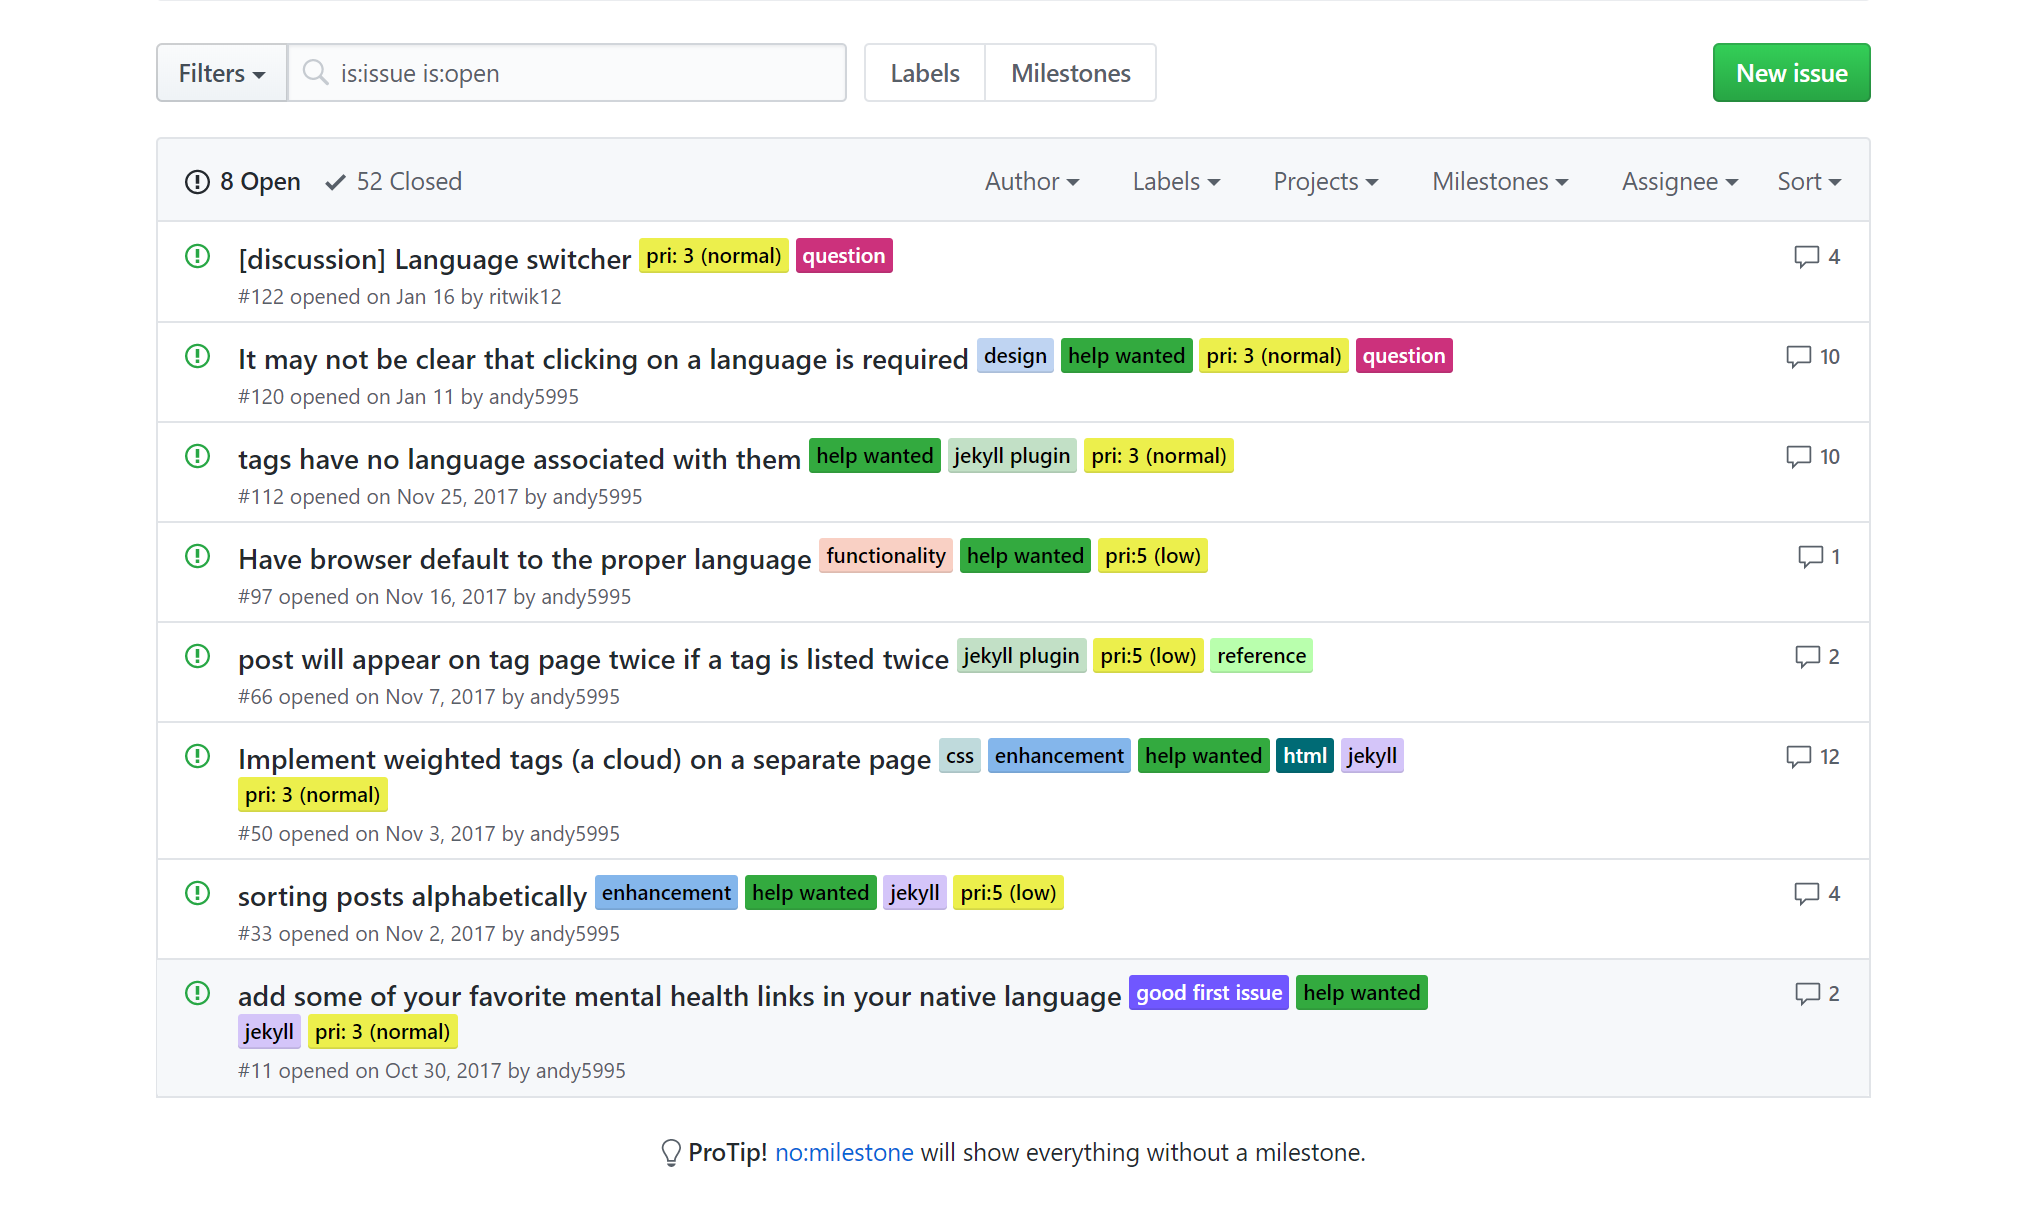 Filters is:issue is:open Labels Milestones New issue
8 Open 52 Closed Author Labels Projects Milestones Assignee Sort
[discussion] Language switcher pri: 3 (normal) question 4
#122 opened on Jan 16 by ritwik12
It may not be clear that clicking on a language is required design help wanted pri: 3 (normal) question 10
#120 opened on Jan 11 by andy5995
tags have no language associated with them help wanted jekyll plugin pri: 3 (normal) 10
#112 opened on Nov 25, 2017 by andy5995
Have browser default to the proper language functionality help wanted pri:5 (low) 1
#97 opened on Nov 16, 2017 by andy5995
post will appear on tag page twice if a tag is listed twice jekyll plugin pri:5 (low) reference 2
#66 opened on Nov 7, 2017 by andy5995
Implement weighted tags (a cloud) on a separate page css enhancement help wanted html jekyll 12
pri: 3 (normal)
#50 opened on Nov 3, 2017 by andy5995
sorting posts alphabetically enhancement help wanted jekyll pri:5 (low) 4
#33 opened on Nov 2, 2017 by andy5995
add some of your favorite mental health links in your native language good first issue help wanted 2
jekyll pri: 3 (normal)
#11 opened on Oct 30, 2017 by andy5995
ProTip! no:milestone will show everything without a milestone.